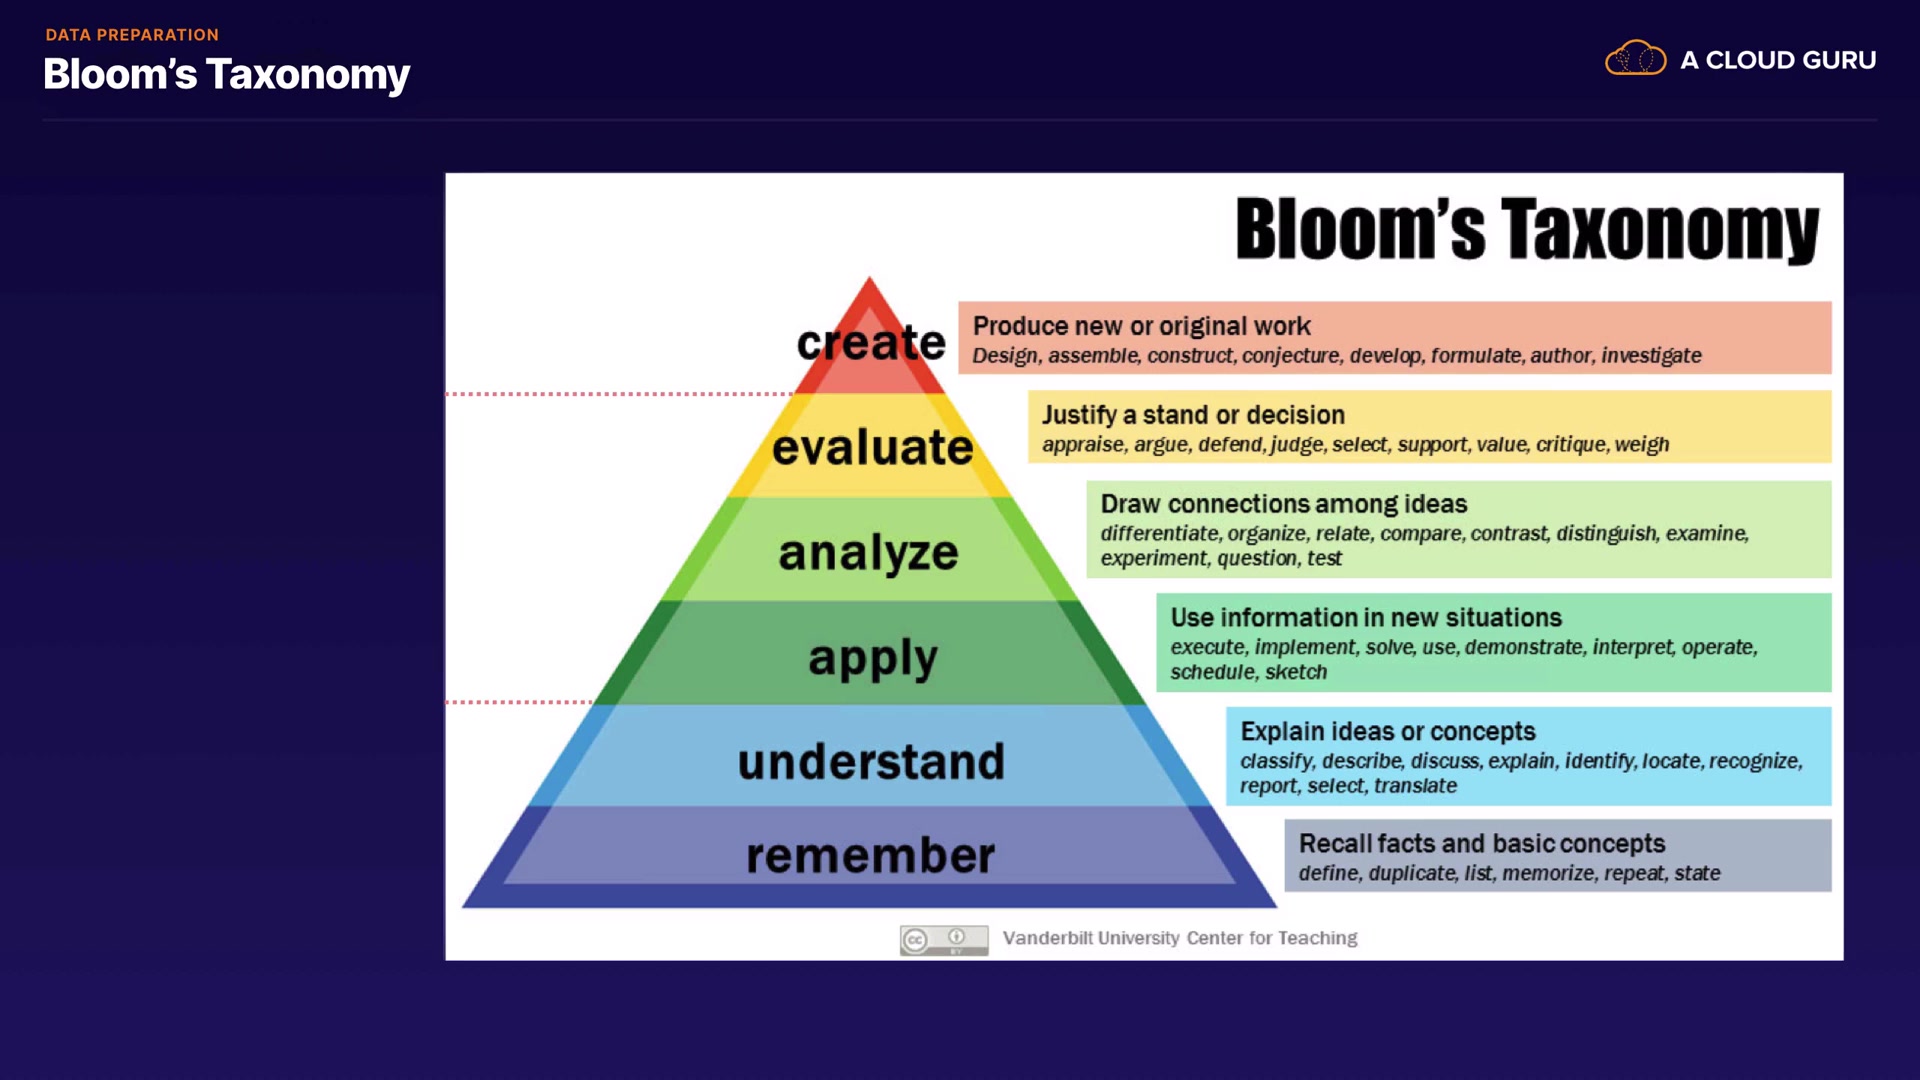 DATA PREPARATION
Bloom's Taxonomy
A CLOUD GURU
Bloom's Taxonomy
create
Produce new or original work
Design, assemble, construct, conjecture, develop, formulate, author, investigate
evaluate
Justify a stand or decision
appraise, argue, defend, judge, select, support, value, critique, weigh
analyze
Draw connections among ideas
differentiate, organize, relate, compare, contrast, distinguish, examine,
experiment, question, test
apply
Use information in new situations
execute, implement, solve, use, demonstrate, interpret, operate,
schedule, sketch
understand
Explain ideas or concepts
classify, describe, discuss, explain, identify, locate, recognize,
report, select, translate
remember
Recall facts and basic concepts
define, duplicate, list, memorize, repeat, state
cc
BY
Vanderbilt University Center for Teaching